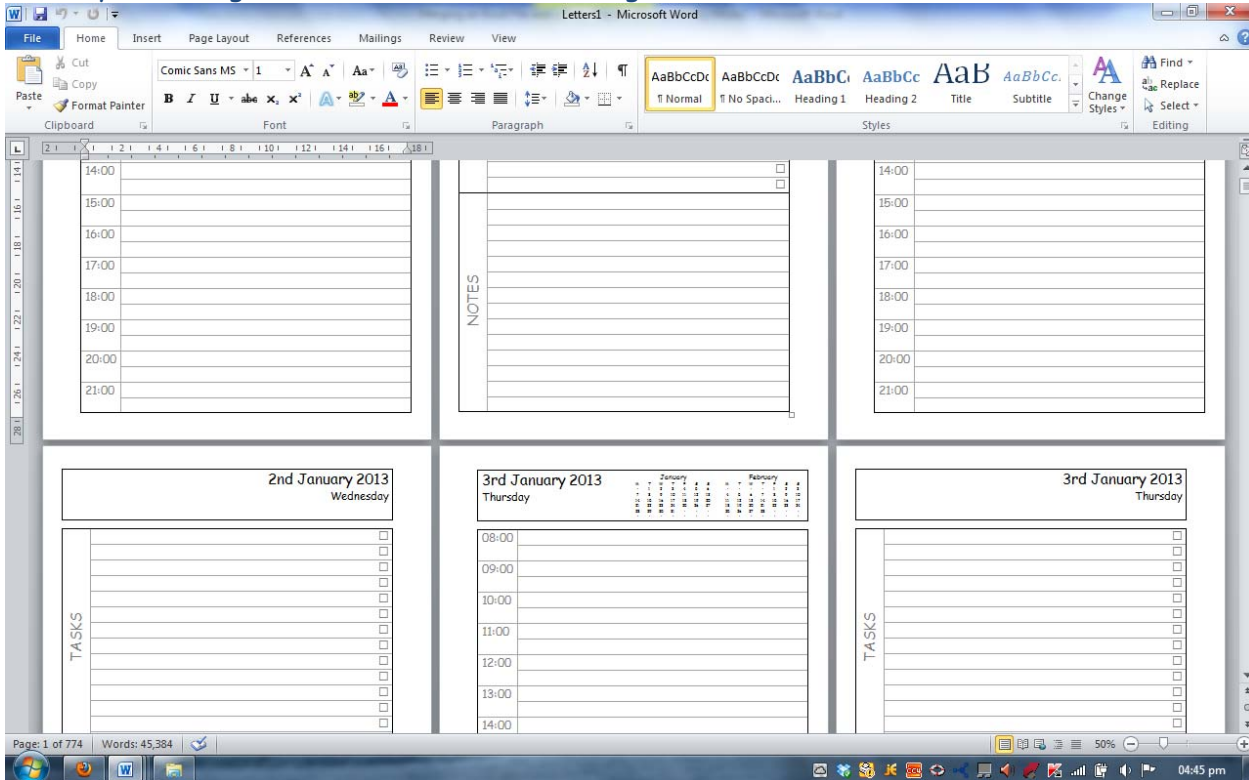 Letters1 - Microsoft Word
File Home Insert Page Layout References Mailings Review View
Paste
Cut
Copy
Format Painter
Clipboard
Comic Sans MS 1
Font
Paragraph
AaBbCcDc AaBbCcDc AaBbC AaBbCc AaB AaBbCc.
¶ Normal ¶ No Spaci... Heading 1 Heading 2 Title Subtitle
Change Styles
Styles
Find
Replace
Select
Editing
14:00
15:00
16:00
17:00
18:00
19:00
20:00
21:00
NOTES
14:00
15:00
16:00
17:00
18:00
19:00
20:00
21:00
2nd January 2013
Wednesday
TASKS
3rd January 2013
Thursday
January February
08:00
09:00
10:00
11:00
12:00
13:00
14:00
3rd January 2013
Thursday
TASKS
Page: 1 of 774 Words: 45,384 50%
04:45 pm